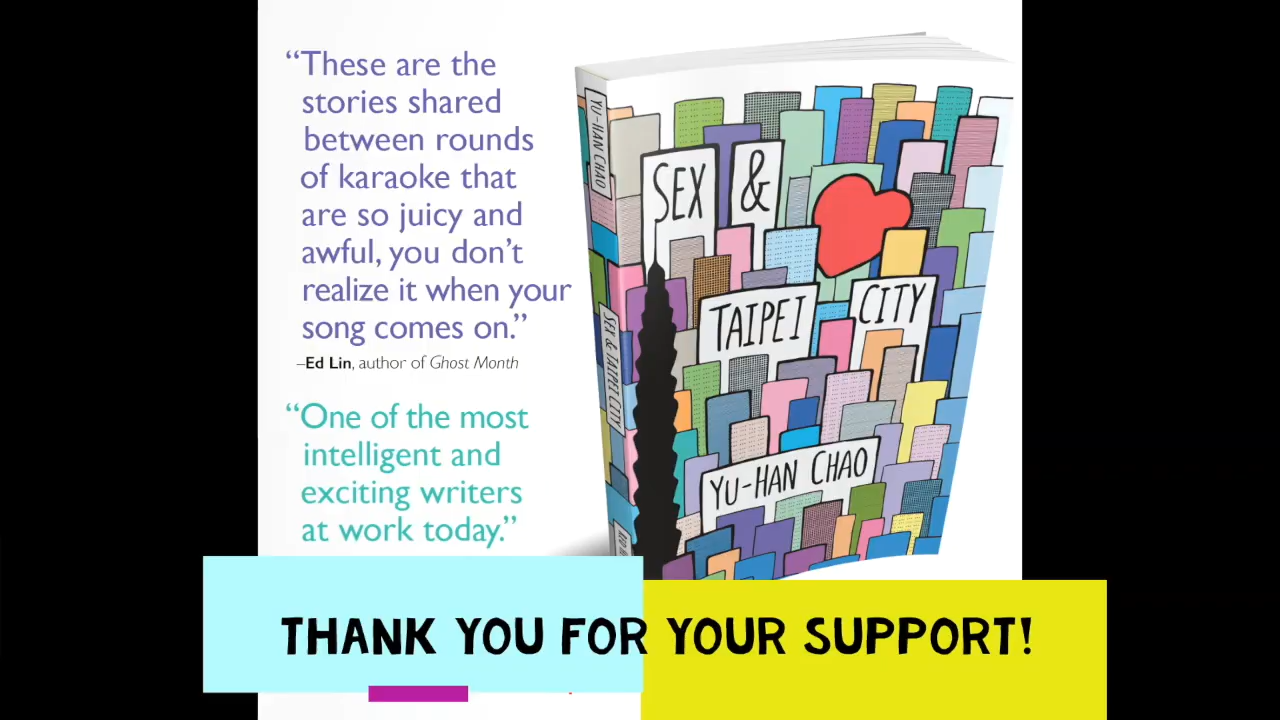 “These are the
stories shared
between rounds
of karaoke that
are so juicy and
awful, you don’t
realize it when your
song comes on.”
–Ed Lin, author of Ghost Month
“One of the most
intelligent and
exciting writers
at work today.”
YU-HAN CHAO
SEX & TAIPEI CITY
SEX &
TAIPEI CITY
YU-HAN CHAO
THANK YOU FOR YOUR SUPPORT!